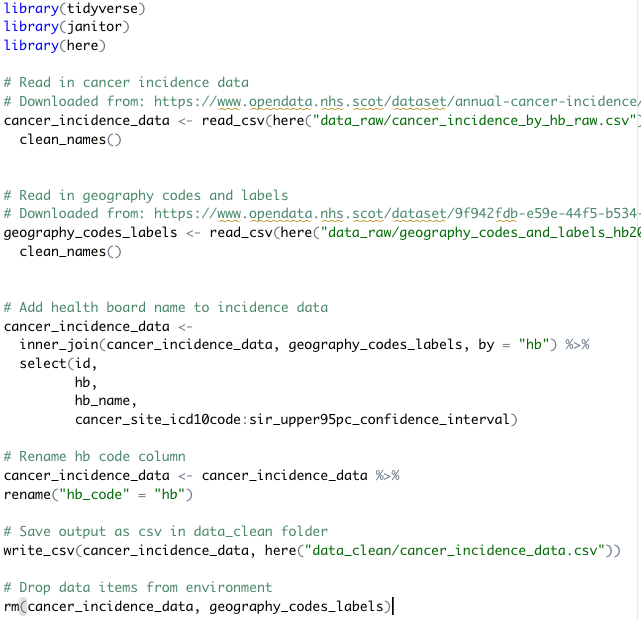 library(tidyverse)
library(janitor)
library(here)
# Read in cancer incidence data
# Downloaded from: https://www.opendata.nhs.scot/dataset/annual-cancer-incidence/
cancer_incidence_data <- read_csv(here("data_raw/cancer_incidence_by_hb_raw.csv")
  clean_names()
# Read in geography codes and labels
# Downloaded from: https://www.opendata.nhs.scot/dataset/9f942fdb-e59e-44f5-b534-
geography_codes_labels <- read_csv(here("data_raw/geography_codes_and_labels_hb20
  clean_names()
# Add health board name to incidence data
cancer_incidence_data <-
  inner_join(cancer_incidence_data, geography_codes_labels, by = "hb") %>%
  select(id,
         hb,
         hb_name,
         cancer_site_icd10code:sir_upper95pc_confidence_interval)
# Rename hb code column
cancer_incidence_data <- cancer_incidence_data %>%
rename("hb_code" = "hb")
# Save output as csv in data_clean folder
write_csv(cancer_incidence_data, here("data_clean/cancer_incidence_data.csv"))
# Drop data items from environment
rm(cancer_incidence_data, geography_codes_labels)